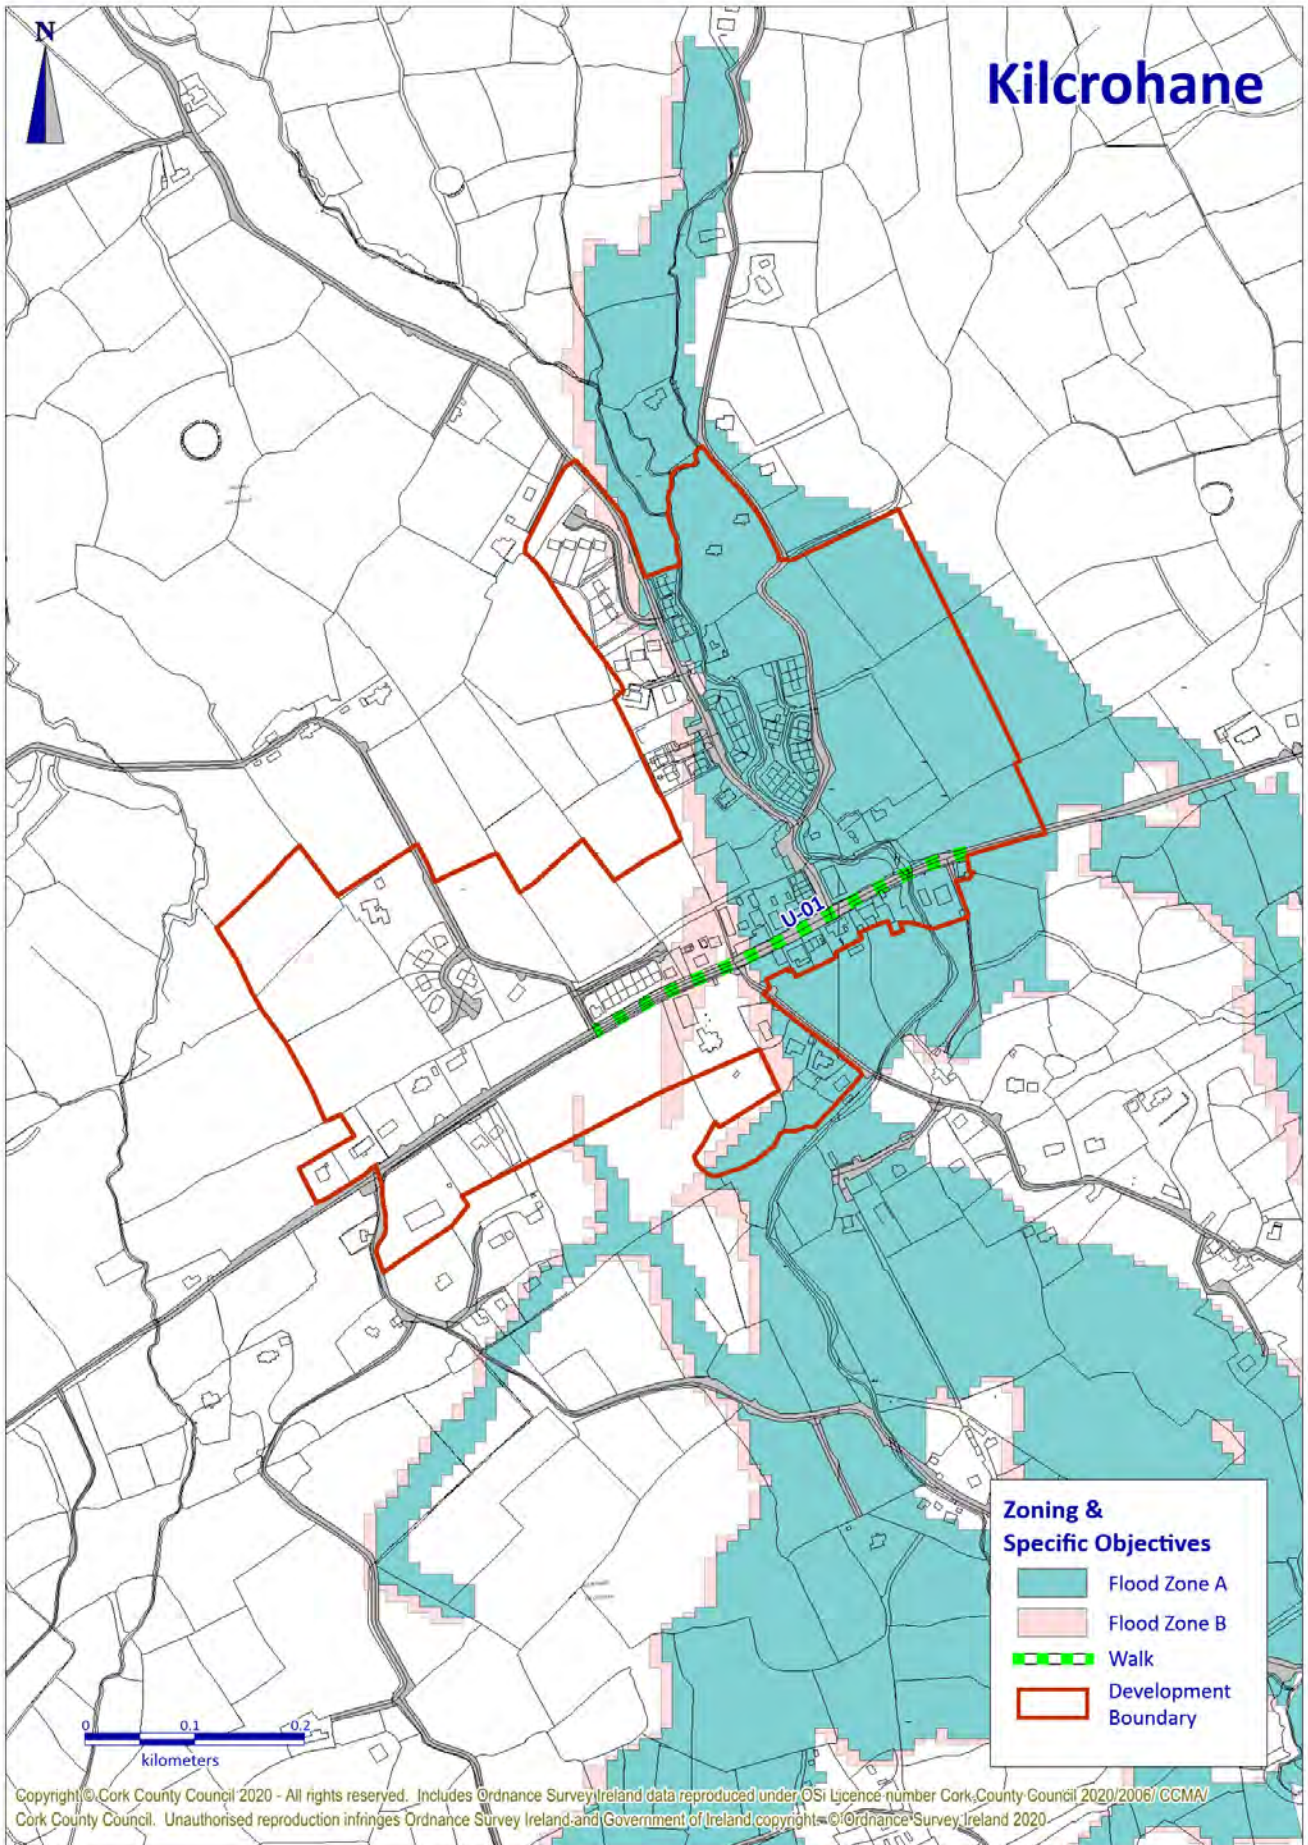 N
Kilcrohane
U-01
Zoning &
Specific Objectives
Flood Zone A
Flood Zone B
Walk
Development
Boundary
0 0.1 0.2
kilometers
Copyright © Cork County Council 2020 - All rights reserved. Includes Ordnance Survey Ireland data reproduced under OSi Licence number Cork County Council 2020/2006/ CCMA/
Cork County Council. Unauthorised reproduction infringes Ordnance Survey Ireland and Government of Ireland copyright. © Ordnance Survey Ireland 2020